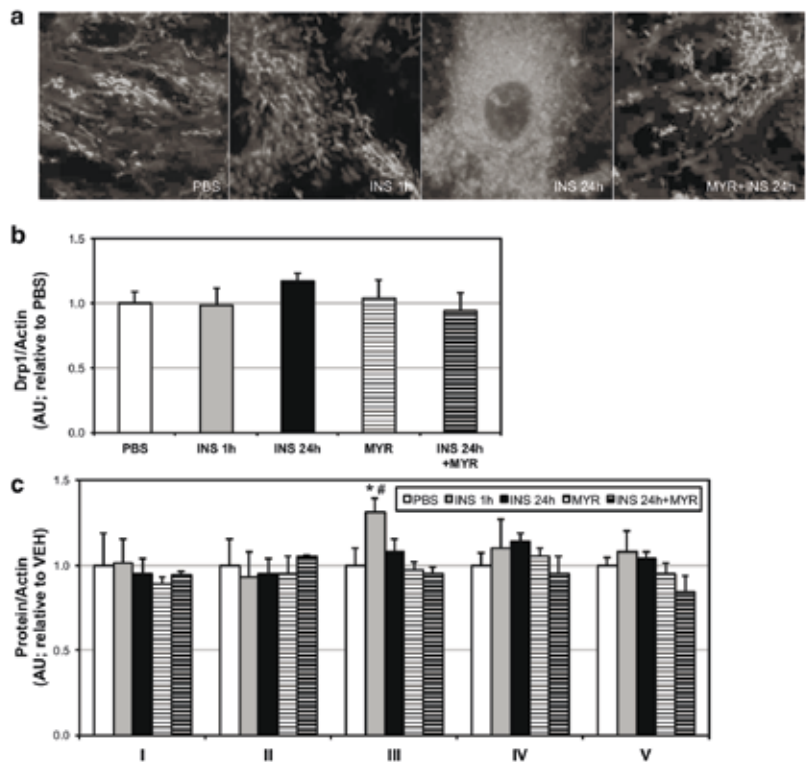 a
PBS
INS 1h
INS 24h
MYR+INS 24h
b
Drp1/Actin
(AU; relative to PBS)
1.5
1.0
0.5
0.0
PBS
INS 1h
INS 24h
MYR
INS 24h
+MYR
c
Protein/Actin
(AU; relative to VEH)
1.5
1.0
0.5
0.0
* #
PBS INS 1h INS 24h MYR INS 24h+MYR
I
II
III
IV
V